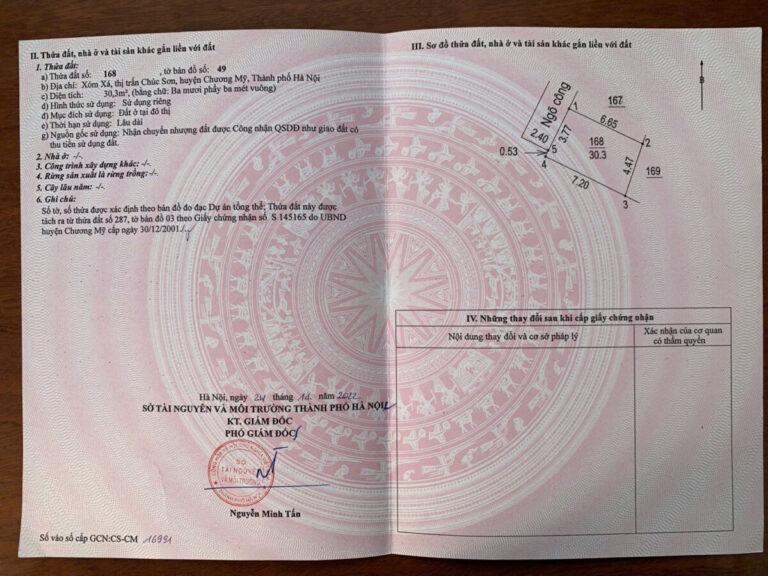 II. Thửa đất, nhà ở và tài sản khác gắn liền với đất
1. Thửa đất:
a) Thửa đất số: 168 , tờ bản đồ số: 49
b) Địa chỉ: Xóm Xá, thị trấn Chúc Sơn, huyện Chương Mỹ, Thành phố Hà Nội
c) Diện tích: 30,3m², (bằng chữ: Ba mươi phẩy ba mét vuông)
d) Hình thức sử dụng: Sử dụng riêng
đ) Mục đích sử dụng: Đất ở tại đô thị
e) Thời hạn sử dụng: Lâu dài
g) Nguồn gốc sử dụng: Nhận chuyển nhượng đất được Công nhận QSDĐ như giao đất có
thu tiền sử dụng đất.
2. Nhà ở: -/-.
3. Công trình xây dựng khác: -/-.
4. Rừng sản xuất là rừng trồng: -/-.
5. Cây lâu năm: -/-.
6. Ghi chú:
Số tờ, số thửa được xác định theo bản đồ đo đạc Dự án tổng thể; Thửa đất này được
tách ra từ thửa đất số 287, tờ bản đồ 03 theo Giấy chứng nhận số S 145165 do UBND
huyện Chương Mỹ cấp ngày 30/12/2001./.
Hà Nội, ngày 24 tháng năm 2022
SỞ TÀI NGUYÊN VÀ MÔI TRƯỜNG THÀNH PHỐ HÀ NỘI
KT. GIÁM ĐỐC
PHÓ GIÁM ĐỐC
SỞ
TÀI NGUYÊN
VÀ MÔI TRƯỜNG
Nguyễn Minh Tấn
Số vào sổ cấp GCN:CS-CM 16991
III. Sơ đồ thửa đất, nhà ở và tài sản khác gắn liền với đất
B
Ngõ công
167
1
6.65
2
2.40
3.77
168
30.3
4.47
169
0.53
5
4
7.20
3
IV. Những thay đổi sau khi cấp giấy chứng nhận
Nội dung thay đổi và cơ sở pháp lý
Xác nhận của cơ quan
có thẩm quyền